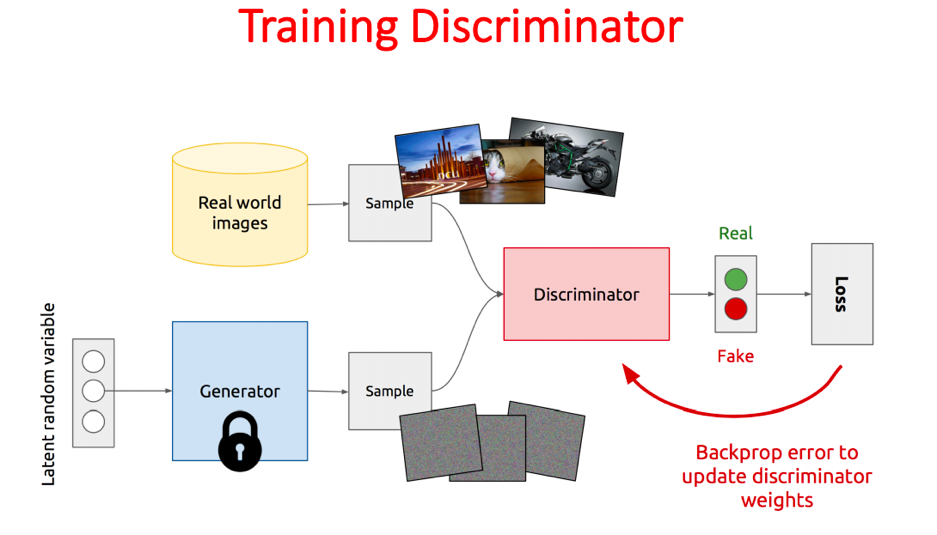 Training Discriminator
Real world
images
Sample
Real
Discriminator
Loss
Fake
Latent random variable
Generator
Sample
Backprop error to
update discriminator
weights